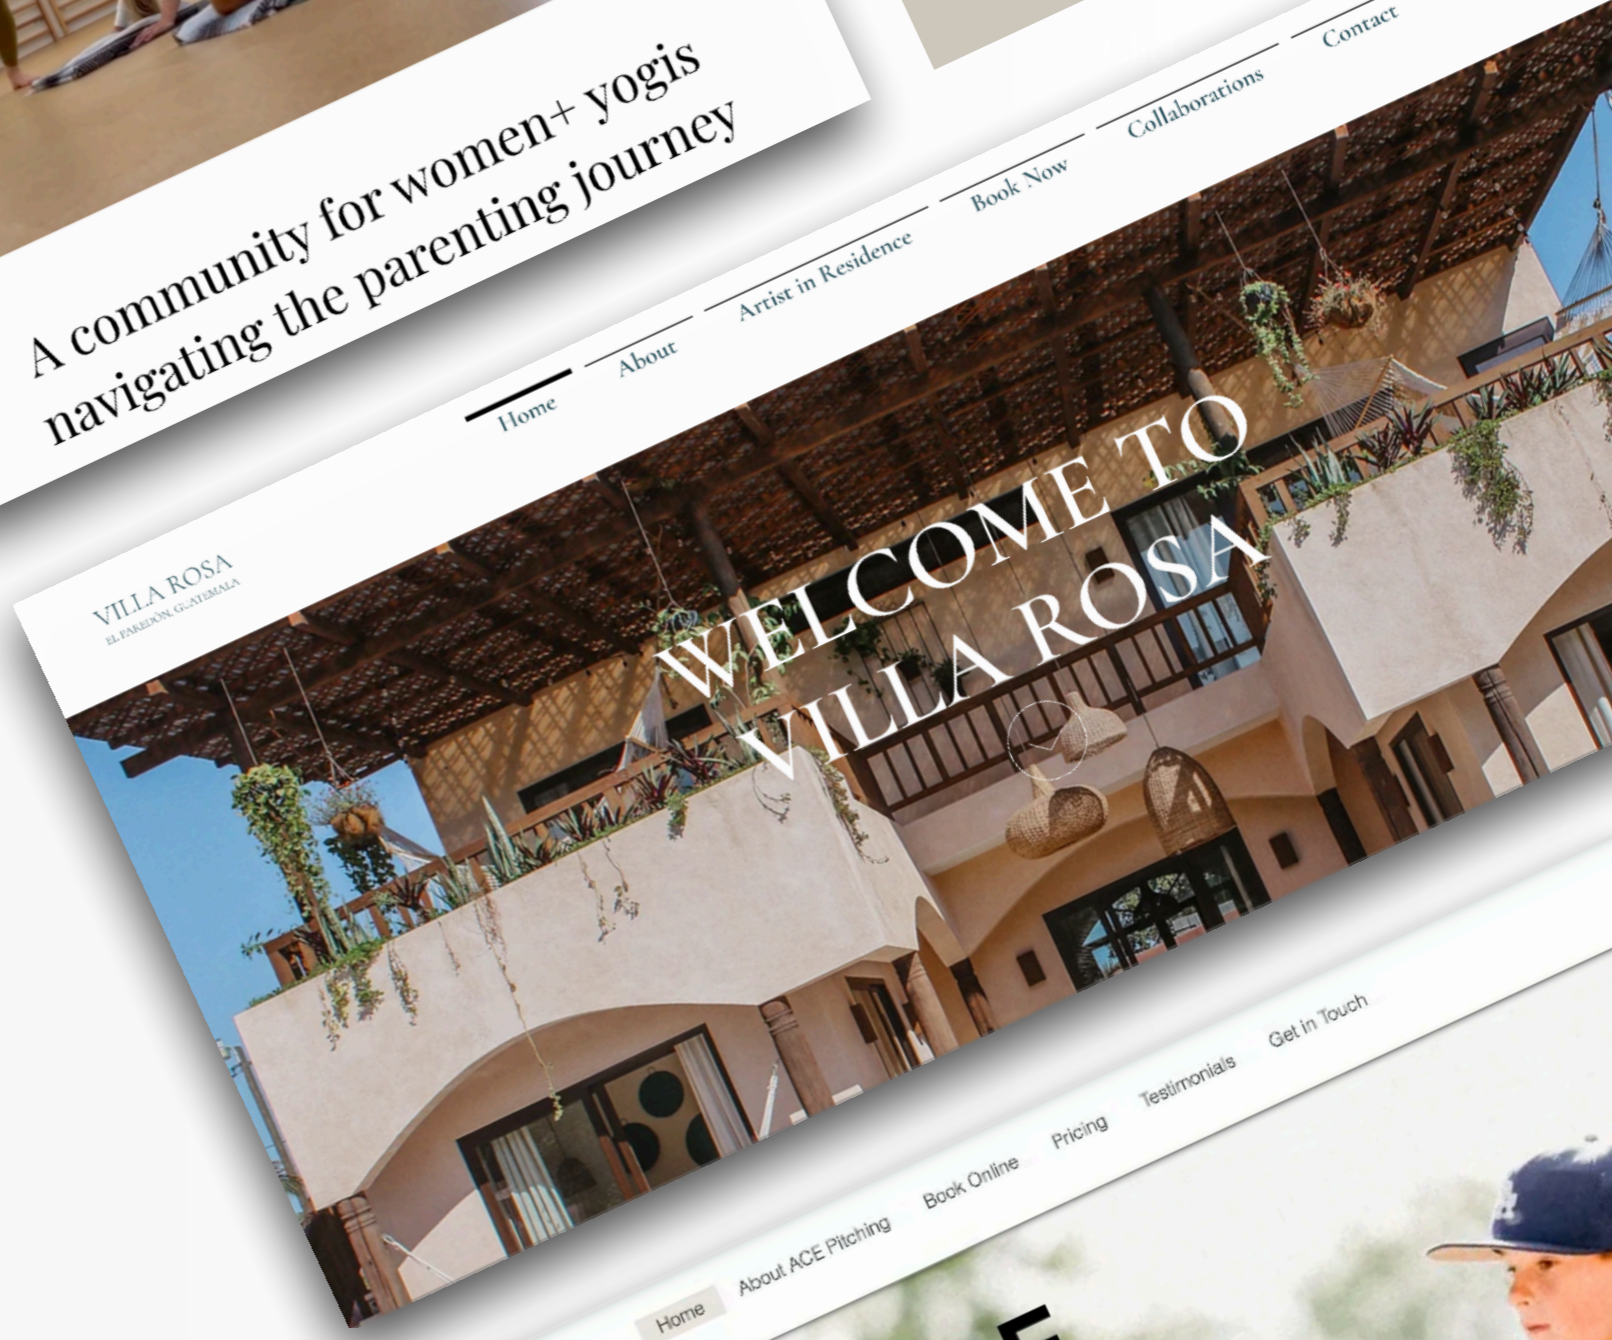 A community for women+ yogis
navigating the parenting journey
VILLA ROSA
EL PAREDÓN, GUATEMALA
Home
About
Artist in Residence
Book Now
Collaborations
Contact
WELCOME TO
VILLA ROSA
Home
About ACE Pitching
Book Online
Pricing
Testimonials
Get in Touch